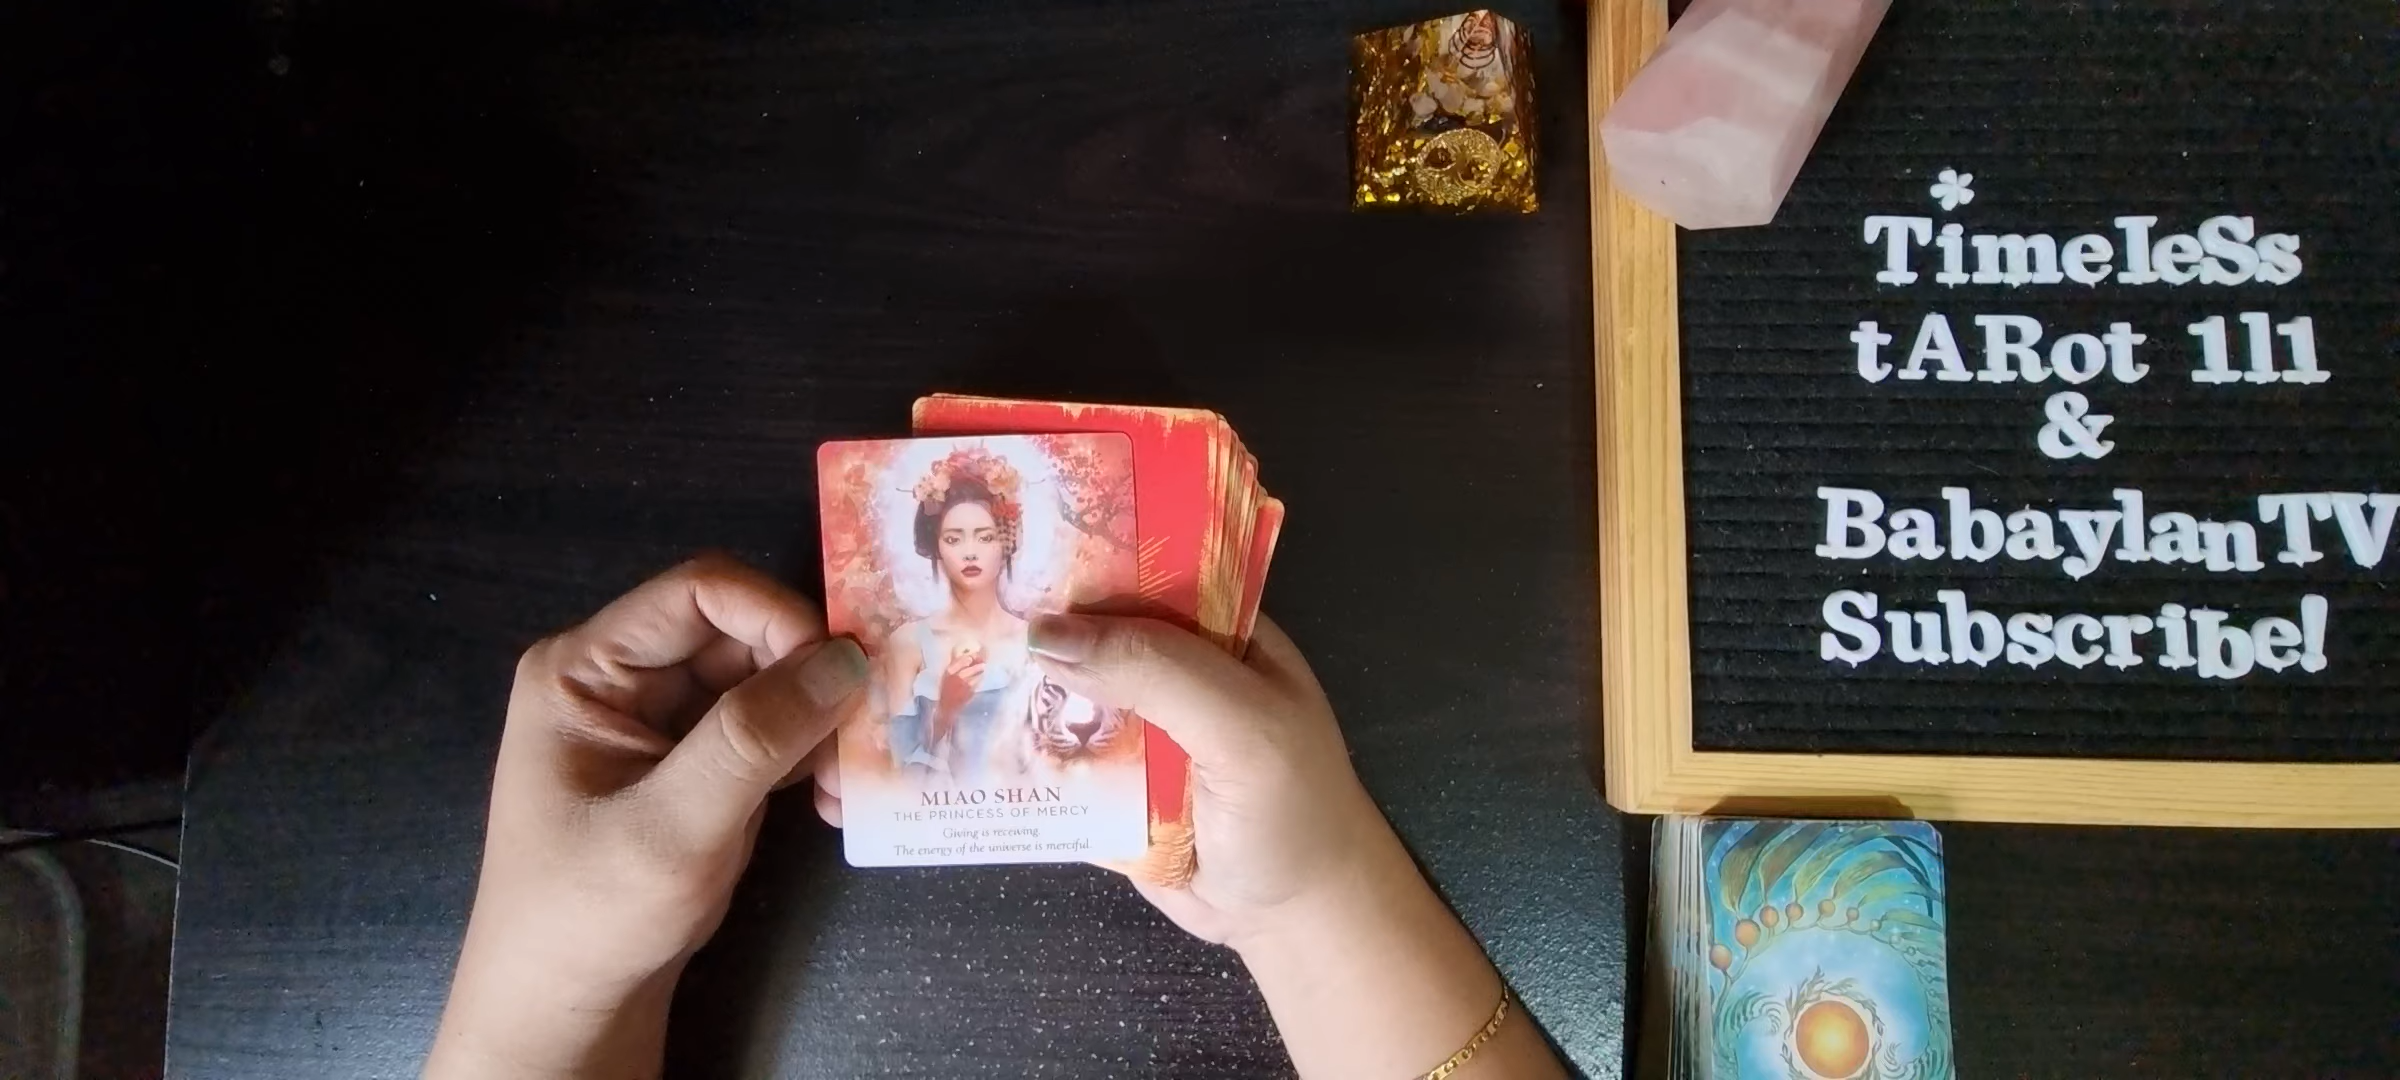 MIAO SHAN
THE PRINCESS OF MERCY
Giving is receiving.
The energy of the universe is merciful.
TimeleSs
tARot 111
&
BabaylanTV
Subscribe!